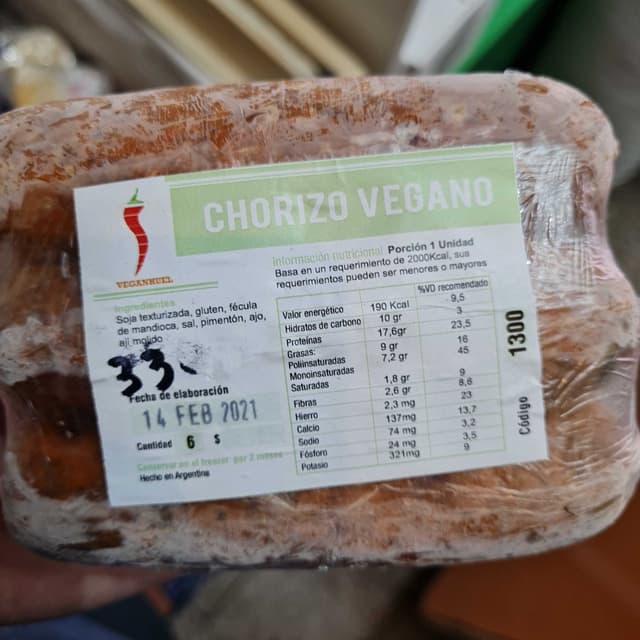 CHORIZO VEGANO
VEGANHUEL
Ingredientes
Soja texturizada, gluten, fécula
de mandioca, sal, pimentón, ajo,
ají molido
33.
Fecha de elaboración
14 FEB 2021
Cantidad 6 $
Conservar en el freezer por 2 meses
Hecho en Argentina
Información nutricional Porción 1 Unidad
Basa en un requerimiento de 2000Kcal, sus
requerimientos pueden ser menores o mayores
%VD recomendado
Valor energético 190 Kcal 9,5
Hidratos de carbono 10 gr 3
Proteínas 17,6gr 23,5
Grasas: 9 gr 16
Poliinsaturadas 7,2 gr 45
Monoinsaturadas
Saturadas 1,8 gr 9
Fibras 2,6 gr 8,6
Hierro 2,3 mg 23
Calcio 137mg 13,7
Sodio 74 mg 3,2
Fósforo 24 mg 3,5
Potasio 321mg 9
Código 1300